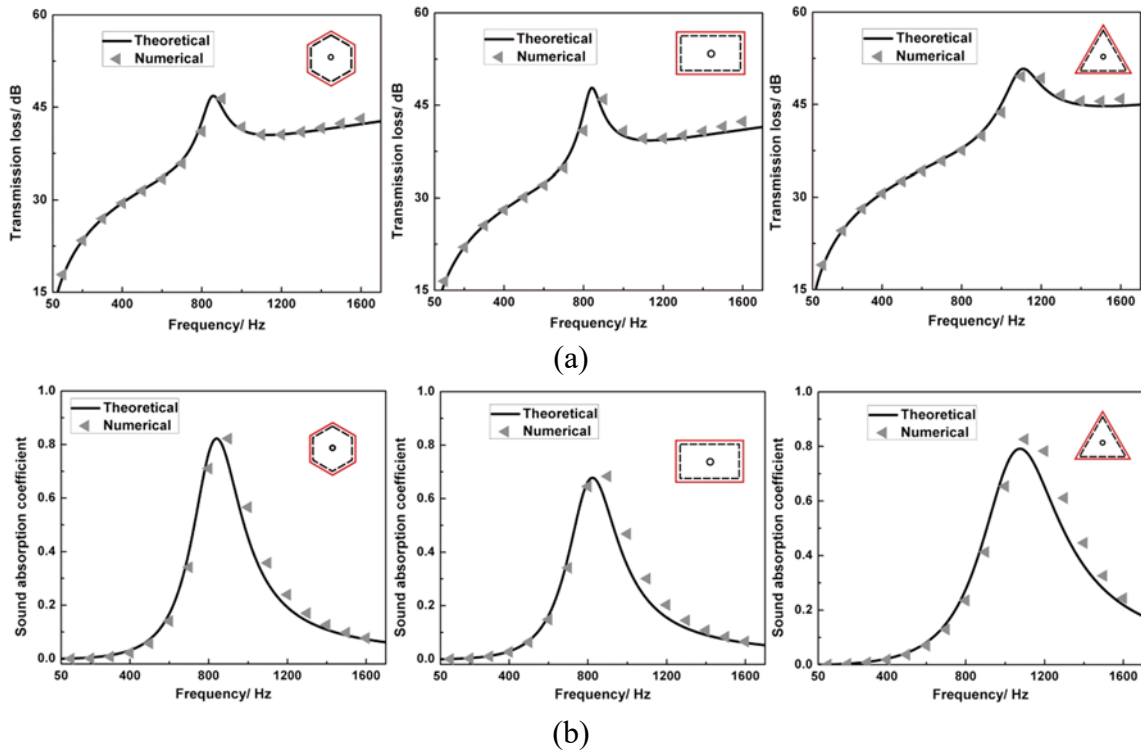 60
45
30
15
Transmission loss/ dB
Theoretical
Numerical
50 400 800 1200 1600
Frequency/ Hz
60
45
30
15
Transmission loss/ dB
Theoretical
Numerical
50 400 800 1200 1600
Frequency/ Hz
60
45
30
15
Transmission loss/ dB
Theoretical
Numerical
50 400 800 1200 1600
Frequency/ Hz
(a)
1.0
0.8
0.6
0.4
0.2
0.0
Sound absorption coefficient
Theoretical
Numerical
50 400 800 1200 1600
Frequency/ Hz
1.0
0.8
0.6
0.4
0.2
0.0
Sound absorption coefficient
Theoretical
Numerical
50 400 800 1200 1600
Frequency/ Hz
1.0
0.8
0.6
0.4
0.2
0.0
Sound absorption coefficient
Theoretical
Numerical
50 400 800 1200 1600
Frequency/ Hz
(b)